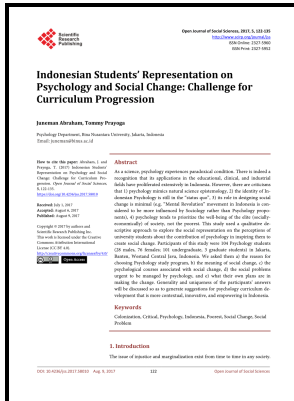 Scientific
Research
Publishing
Open Journal of Social Sciences, 2017, 5, 122-135
http://www.scirp.org/journal/jss
ISSN Online: 2327-5960
ISSN Print: 2327-5952
Indonesian Students' Representation on
Psychology and Social Change: Challenge for
Curriculum Progression
Juneman Abraham, Tommy Prayoga
Psychology Department, Bina Nusantara University, Jakarta, Indonesia
Email: juneman@binus.ac.id
How to cite this paper: Abraham, J. and
Prayoga, T. (2017) Indonesian Students'
Representation on Psychology and Social
Change: Challenge for Curriculum Pro-
gression. Open Journal of Social Sciences,
5, 122-135.
Received: July 2, 2017
Accepted: August 6, 2017
Published: August 9, 2017
Copyright © 2017 by authors and
Scientific Research Publishing Inc.
This work is licensed under the Creative
Commons Attribution International
License (CC BY 4.0).
Open Access
Abstract
As a science, psychology experiences paradoxical condition. There is indeed a
recognition that its applications in the educational, clinical, and industrial
fields have proliferated extensively in Indonesia. However, there are criticisms
that 1) psychology mimics natural science epistemology, 2) the identity of In-
donesian Psychology is still in the "status quo", 3) its role in designing social
change is minimal (e.g. "Mental Revolution" movement in Indonesia is con-
sidered to be more influenced by Sociology rather than Psychology propo-
nents), 4) psychology tends to prioritize the well-being of the elite (socially-
economically) of society, not the process. This study used a qualitative de-
scriptive approach to explore the social representation on the perceptions of
university students about the contribution of psychology in inspiring them to
create social change. Participants of this study were 104 Psychology students
(28 males, 76 females; 101 undergraduate, 3 graduate students) in Jakarta,
Banten, West and Central Java, Indonesia. We asked them a) the reason for
choosing Psychology study program, b) the meaning of social change, c) the
psychological courses associated with social change, d) the social problems
urgent to be managed by psychology, and e) what their own plans are in
making the change. Generality and uniqueness of the participants' answers
will be discussed so as to generate suggestions for psychology curriculum de-
velopment that is more contextual, innovative, and empowering in Indonesia.
Keywords
Colonization, Critical, Psychology, Indonesia, Process, Social Change, Social
Problem
1. Introduction
The issue of injustice and marginalization exist from time to time in any society.
DOI: 10.4236/jss.2017.58010 Aug. 9, 2017
122
Open Journal of Social Sciences